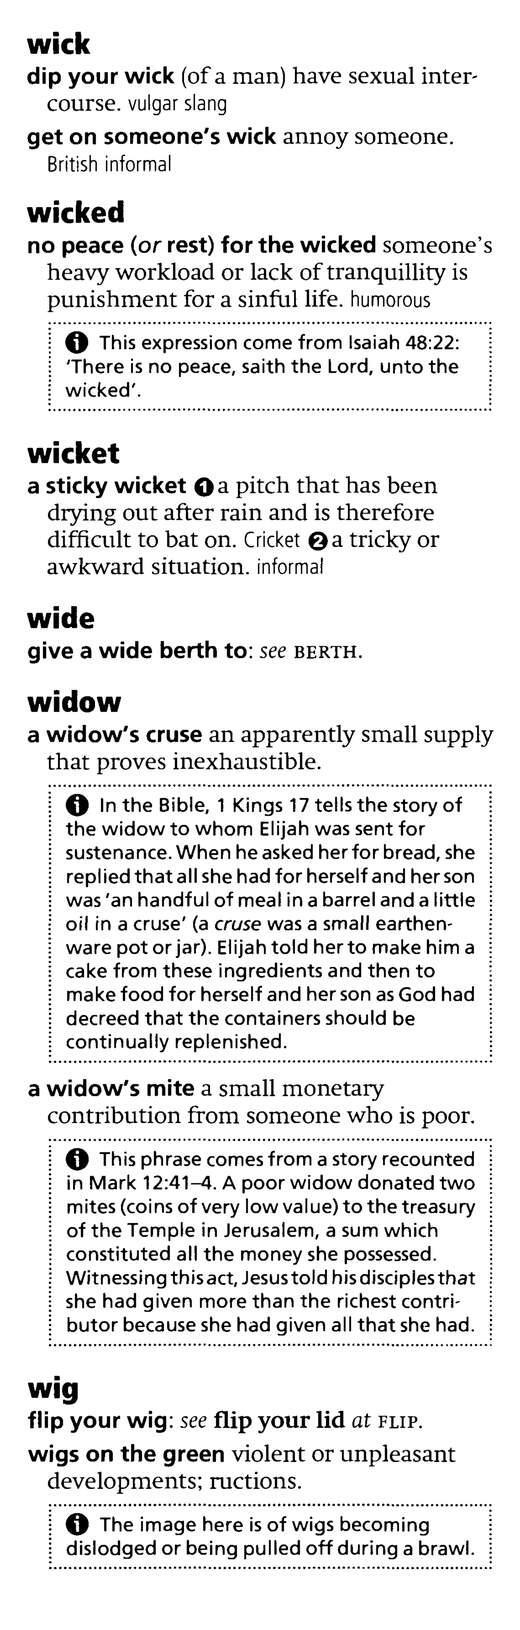 wick
dip your wick (of a man) have sexual inter-
course. vulgar slang
get on someone's wick annoy someone.
British informal
wicked
no peace (or rest) for the wicked someone's
heavy workload or lack of tranquillity is
punishment for a sinful life. humorous
ℹ This expression come from Isaiah 48:22:
'There is no peace, saith the Lord, unto the
wicked'.
wicket
a sticky wicket ❶ a pitch that has been
drying out after rain and is therefore
difficult to bat on. Cricket ❷ a tricky or
awkward situation. informal
wide
give a wide berth to: see BERTH.
widow
a widow's cruse an apparently small supply
that proves inexhaustible.
ℹ In the Bible, 1 Kings 17 tells the story of
the widow to whom Elijah was sent for
sustenance. When he asked her for bread, she
replied that all she had for herself and her son
was 'an handful of meal in a barrel and a little
oil in a cruse' (a cruse was a small earthen-
ware pot or jar). Elijah told her to make him a
cake from these ingredients and then to
make food for herself and her son as God had
decreed that the containers should be
continually replenished.
a widow's mite a small monetary
contribution from someone who is poor.
ℹ This phrase comes from a story recounted
in Mark 12:41–4. A poor widow donated two
mites (coins of very low value) to the treasury
of the Temple in Jerusalem, a sum which
constituted all the money she possessed.
Witnessing this act, Jesus told his disciples that
she had given more than the richest contri-
butor because she had given all that she had.
wig
flip your wig: see flip your lid at FLIP.
wigs on the green violent or unpleasant
developments; ructions.
ℹ The image here is of wigs becoming
dislodged or being pulled off during a brawl.